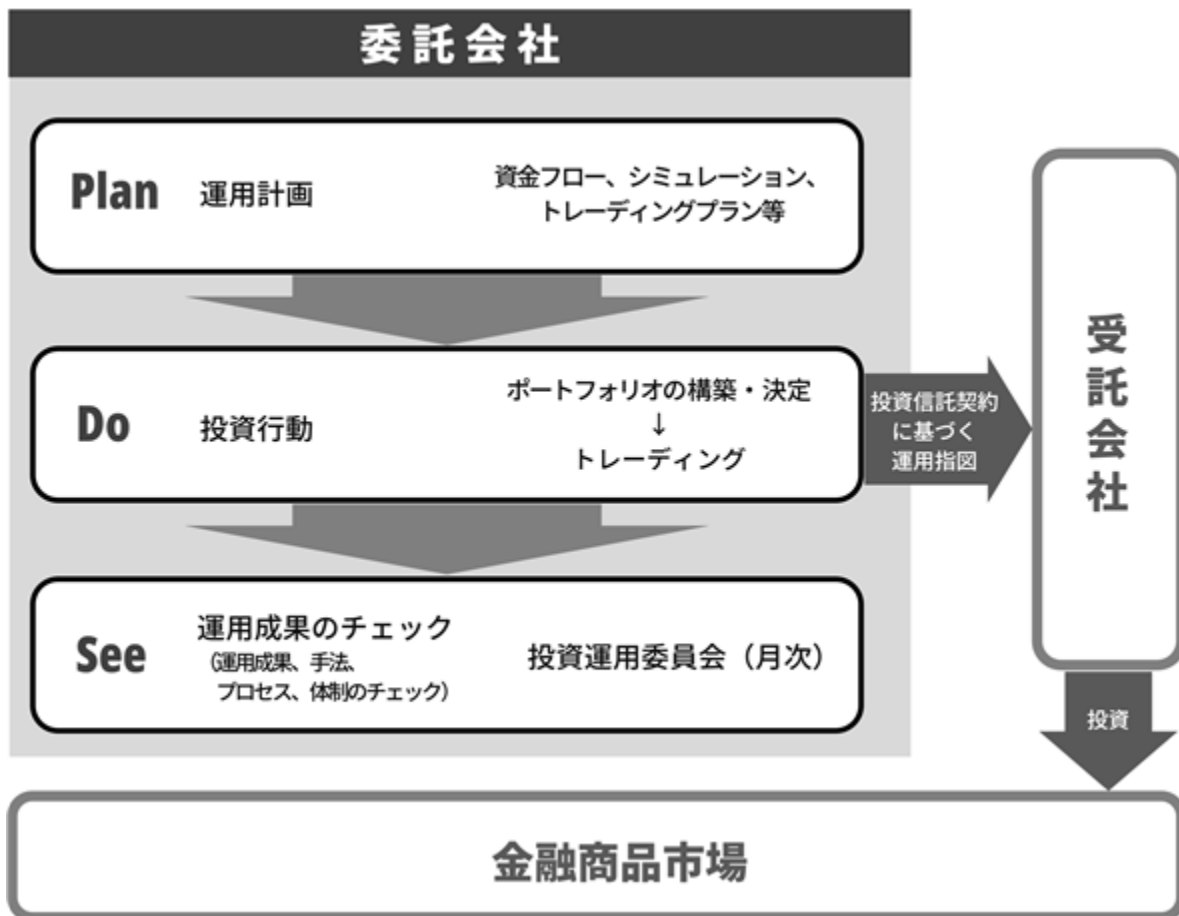 委託会社
Plan 運用計画 資金フロー、シミュレーション、
トレーディングプラン等
Do 投資行動 ポートフォリオの構築・決定
↓
トレーディング
投資信託契約
に基づく
運用指図
受託会社
See 運用成果のチェック
(運用成果、手法、
プロセス、体制のチェック)
投資運用委員会（月次）
投資
金融商品市場